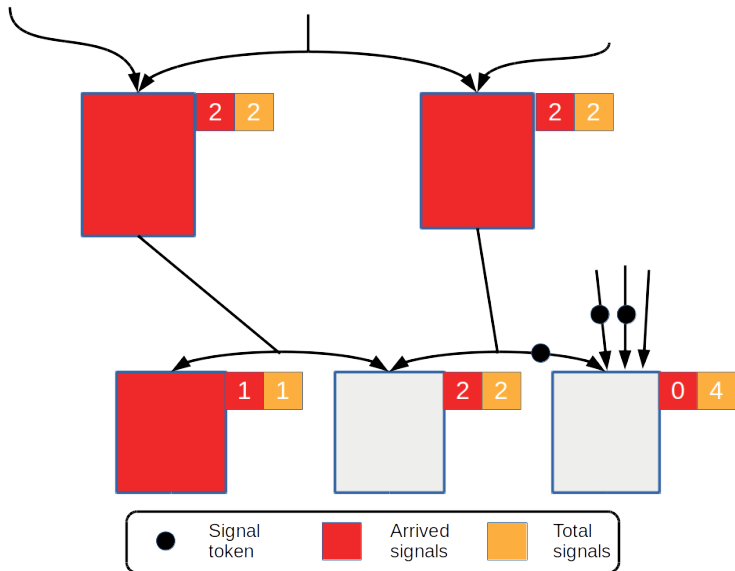 2 2
2 2
1 1
2 2
0 4
Signal
token
Arrived
signals
Total
signals